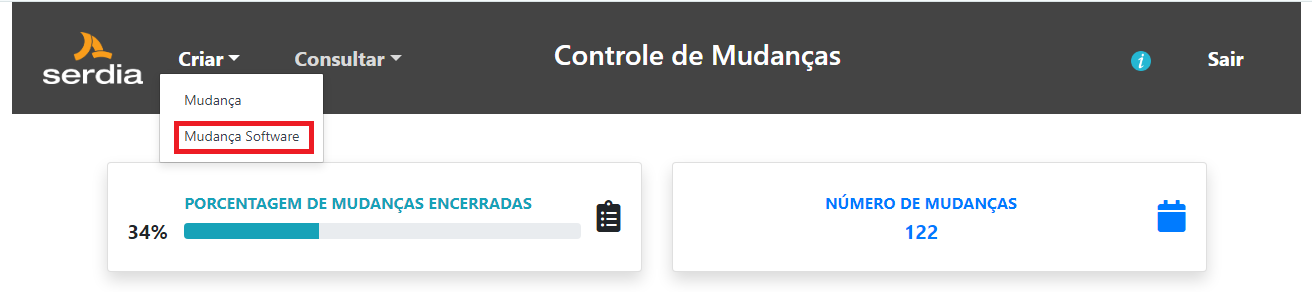 serdia
Criar
Consultar
Controle de Mudanças
i
Sair
Mudança
Mudança Software
PORCENTAGEM DE MUDANÇAS ENCERRADAS
34%
NÚMERO DE MUDANÇAS
122